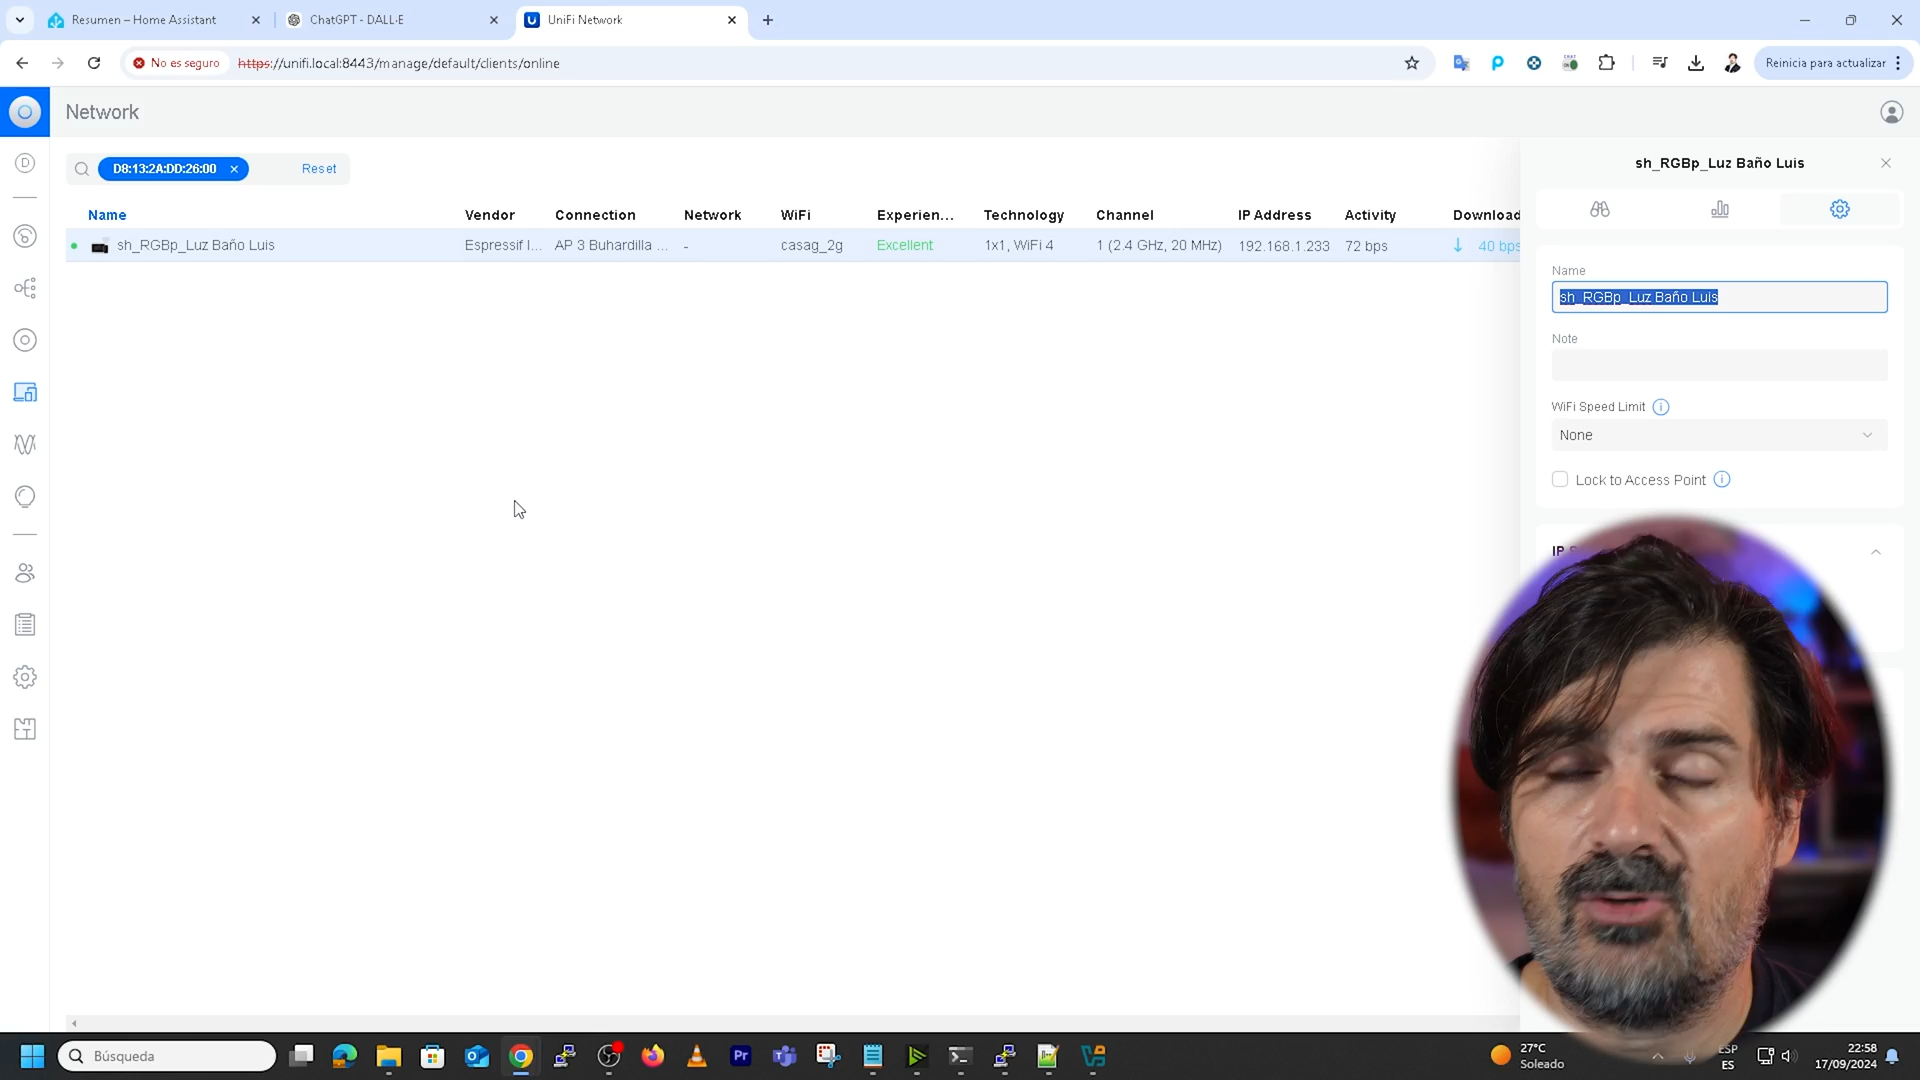 Resumen – Home Assistant
ChatGPT - DALL·E
UniFi Network
No es seguro
https://unifi.local:8443/manage/default/clients/online
Reinicia para actualizar
Network
D
D8:13:2A:DD:26:00
Reset
Name Vendor Connection Network WiFi Experien... Technology Channel IP Address Activity Download
sh_RGBp_Luz Baño Luis Espressif I... AP 3 Buhardilla ... - casag_2g Excellent 1x1, WiFi 4 1 (2.4 GHz, 20 MHz) 192.168.1.233 72 bps 40 bps
sh_RGBp_Luz Baño Luis
Name
sh_RGBp_Luz Baño Luis
Note
WiFi Speed Limit
None
Lock to Access Point
IP
Búsqueda
Pr
27°C
Soleado
ESP
ES
22:58
17/09/2024